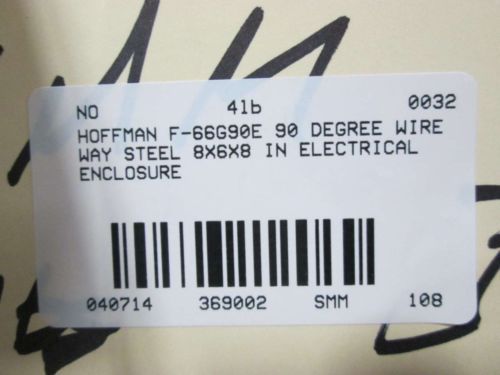 NO 4lb 0032
HOFFMAN F-66G90E 90 DEGREE WIRE
WAY STEEL 8X6X8 IN ELECTRICAL
ENCLOSURE
040714 369002 SMM 108